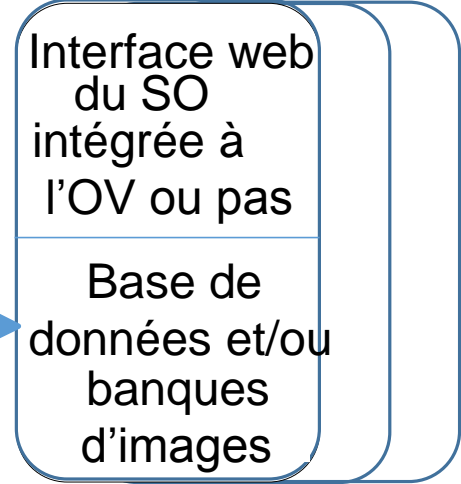 Interface web
du SO
intégrée à
l’OV ou pas
Base de
données et/ou
banques
d’images